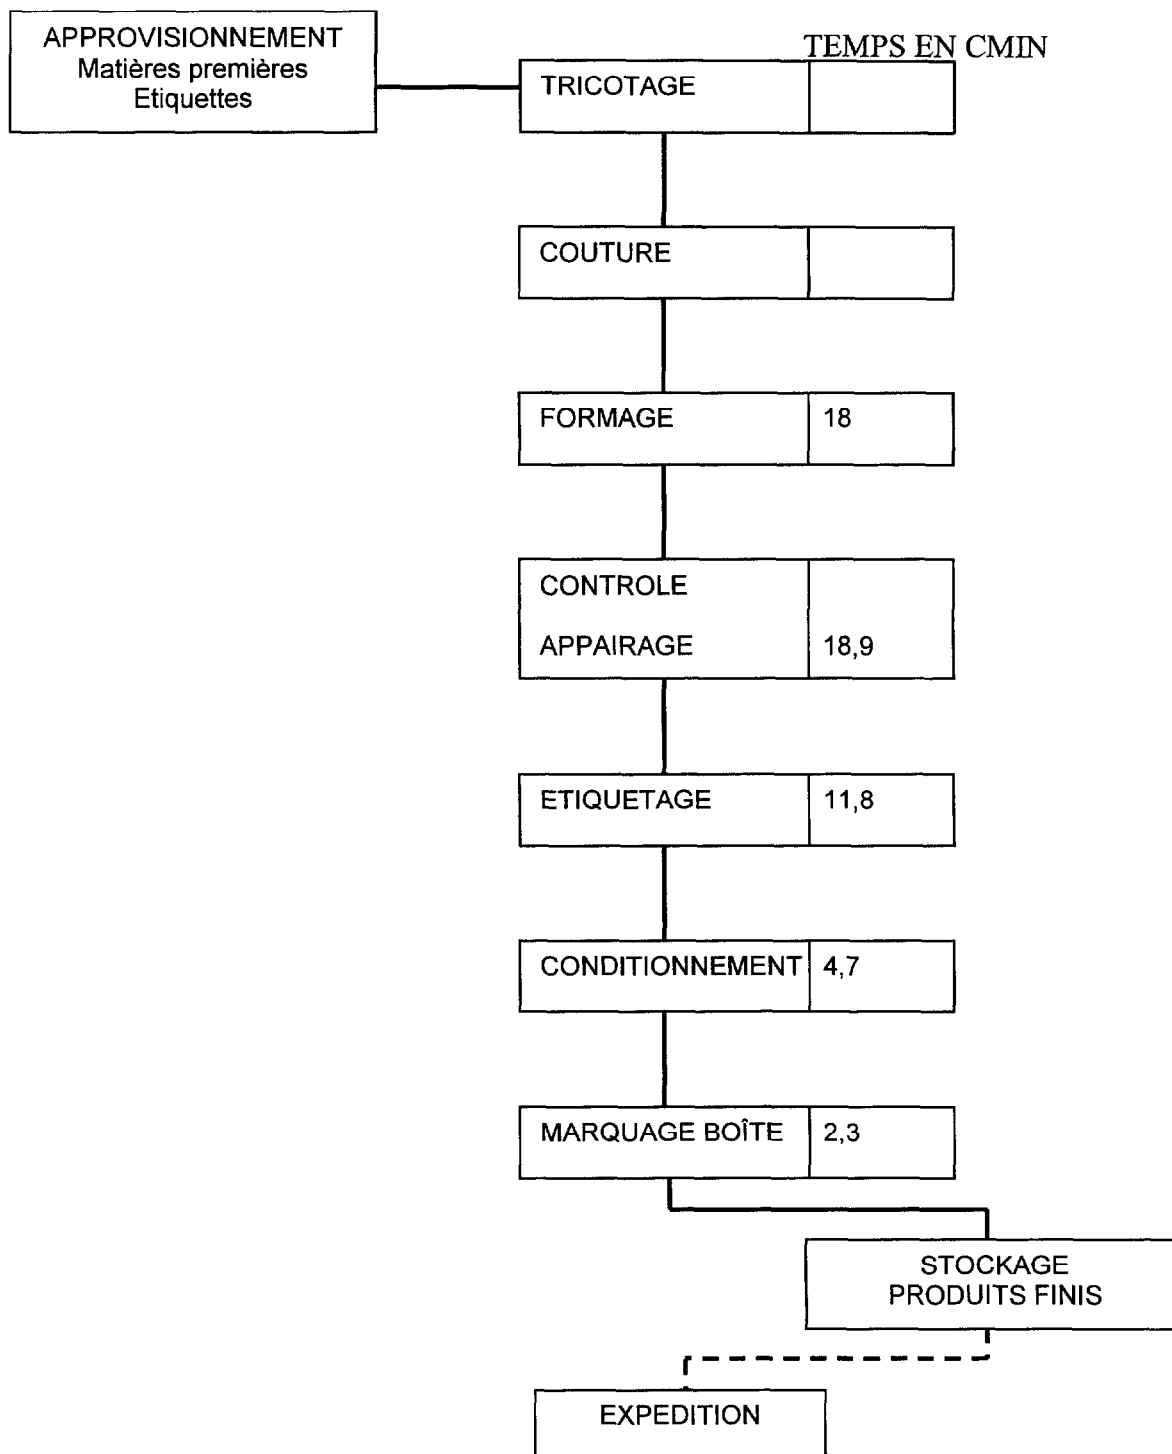 APPROVISIONNEMENT
Matières premières
Etiquettes
TEMPS EN CMIN
TRICOTAGE
COUTURE
FORMAGE 18
CONTROLE
APPAIRAGE 18,9
ETIQUETAGE 11,8
CONDITIONNEMENT 4,7
MARQUAGE BOÎTE 2,3
STOCKAGE
PRODUITS FINIS
EXPEDITION